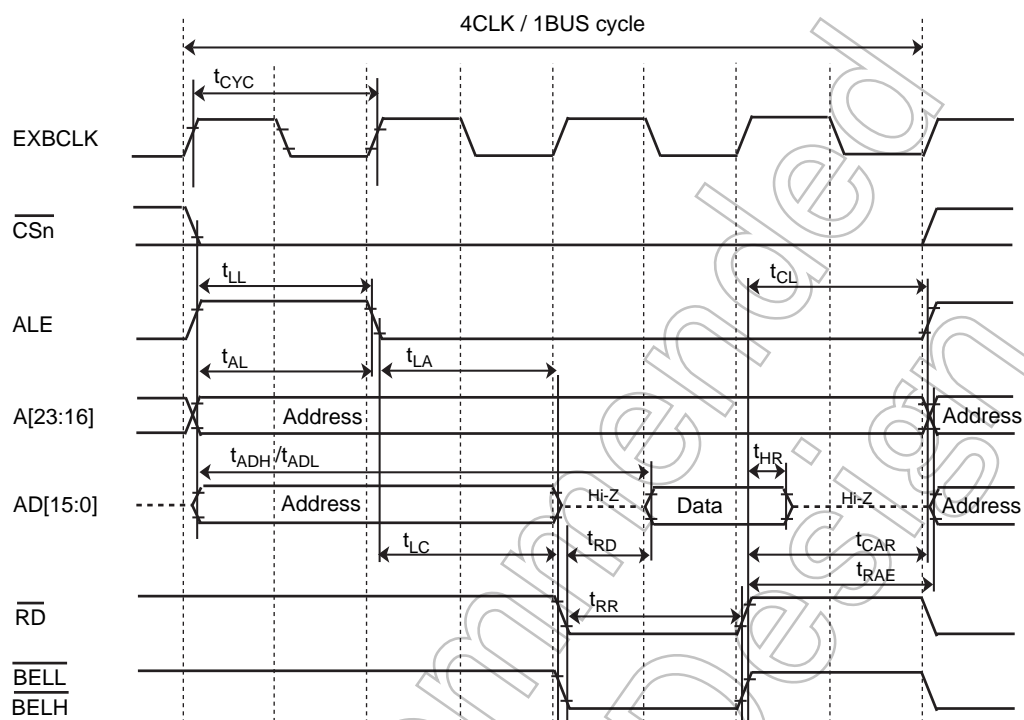 4CLK / 1BUS cycle
tCYC
EXBCLK
CSn
tLL
tCL
ALE
tAL
tLA
A[23:16]
Address
Address
tADH /tADL
tHR
AD[15:0]
Address
Hi-Z
Data
Hi-Z
Address
tLC
tRD
tCAR
tRAE
RD
tRR
BELL
BELH